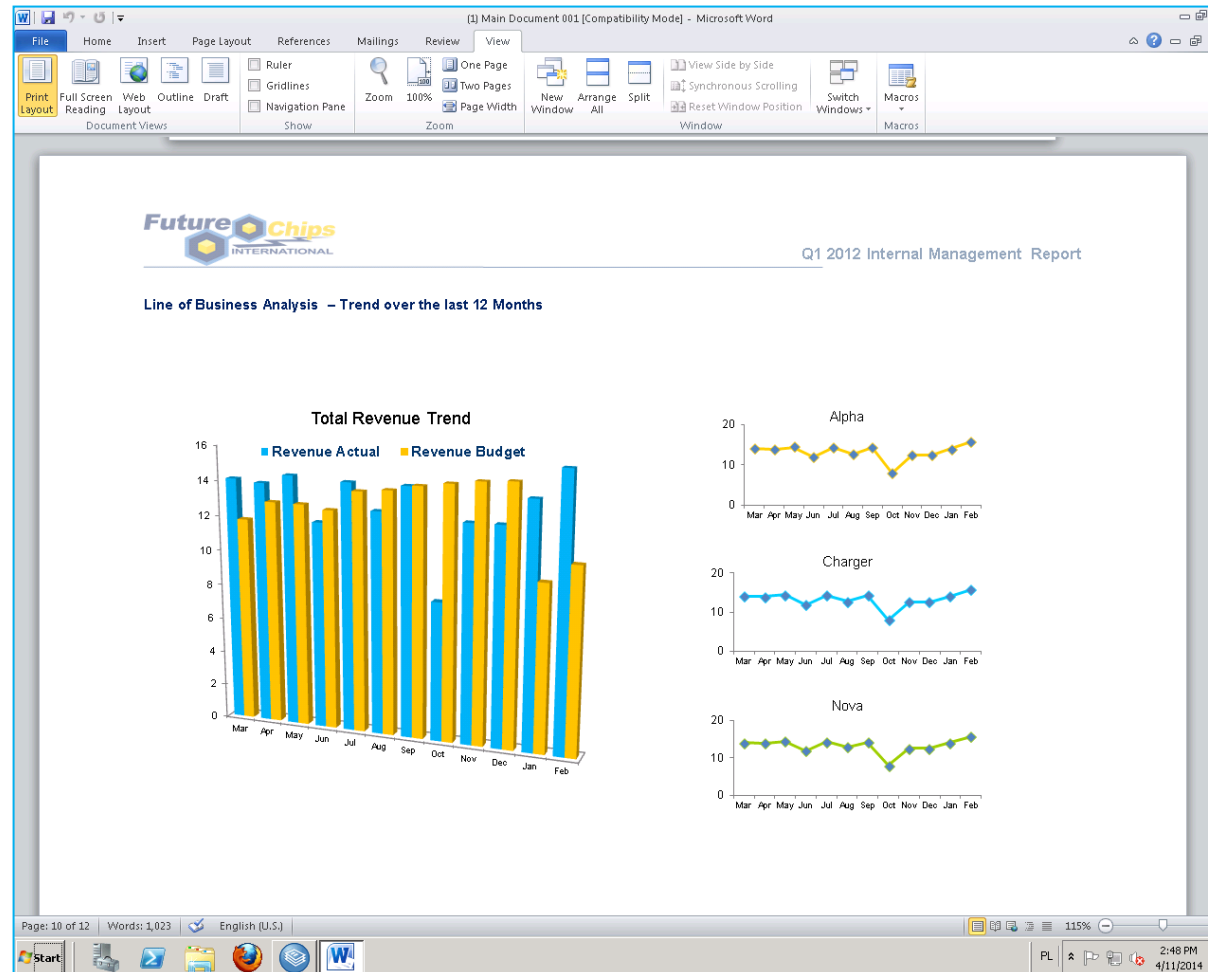 (1) Main Document 001 [Compatibility Mode] - Microsoft Word
File Home Insert Page Layout References Mailings Review View
Print Layout
Full Screen Reading
Web Layout
Outline
Draft
Document Views
Ruler
Gridlines
Navigation Pane
Show
Zoom
100%
One Page
Two Pages
Page Width
Zoom
New Window
Arrange All
Split
View Side by Side
Synchronous Scrolling
Reset Window Position
Switch Windows
Window
Macros
Macros
Future Chips
INTERNATIONAL
Q1 2012 Internal Management Report
Line of Business Analysis – Trend over the last 12 Months
Total Revenue Trend
Revenue Actual Revenue Budget
16
14
12
10
8
6
4
2
0
Mar Apr May Jun Jul Aug Sep Oct Nov Dec Jan Feb
Alpha
20
10
0
Mar Apr May Jun Jul Aug Sep Oct Nov Dec Jan Feb
Charger
20
10
0
Mar Apr May Jun Jul Aug Sep Oct Nov Dec Jan Feb
Nova
20
10
0
Mar Apr May Jun Jul Aug Sep Oct Nov Dec Jan Feb
Page: 10 of 12 Words: 1,023 English (U.S.) 115%
Start PL 2:48 PM
4/11/2014